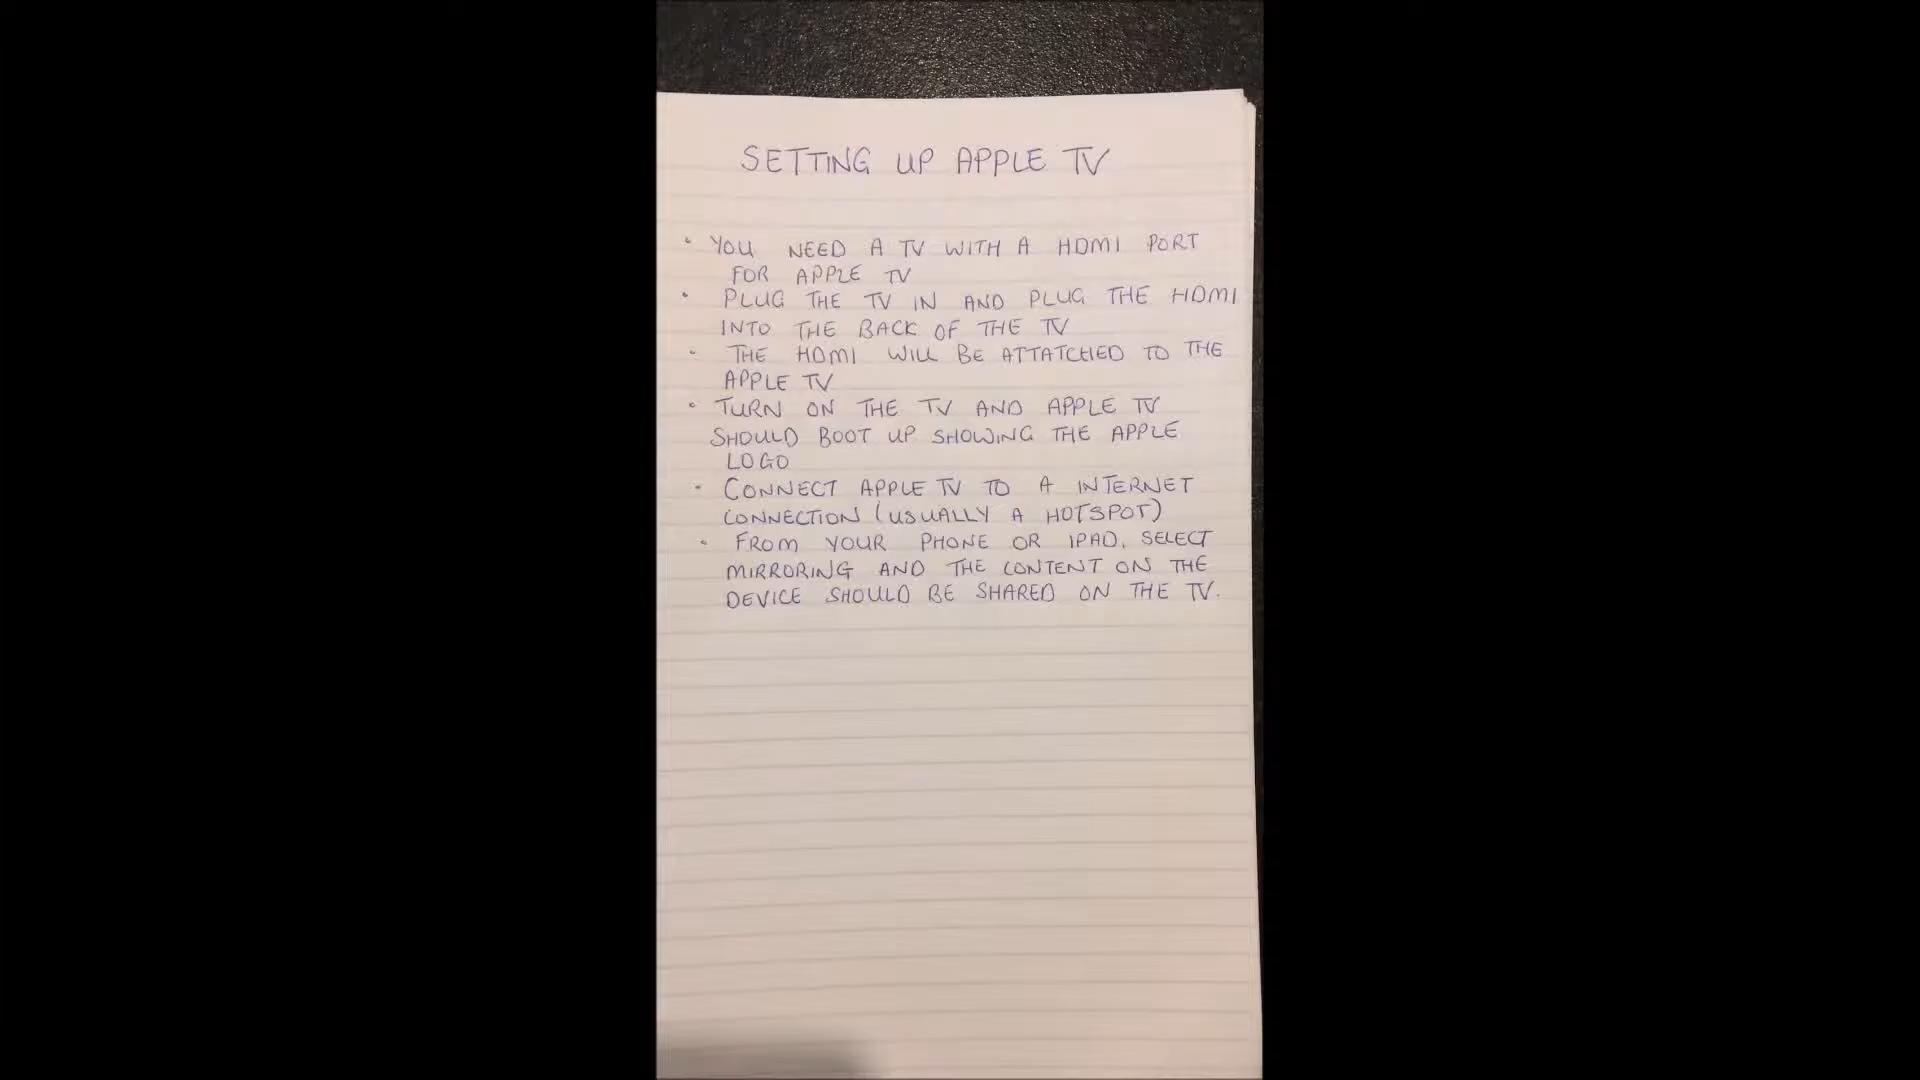 SETTING UP APPLE TV
• YOU NEED A TV WITH A HDMI PORT
FOR APPLE TV
• PLUG THE TV IN AND PLUG THE HDMI
INTO THE BACK OF THE TV
• THE HDMI WILL BE ATTATCHED TO THE
APPLE TV
• TURN ON THE TV AND APPLE TV
SHOULD BOOT UP SHOWING THE APPLE
LOGO
• CONNECT APPLE TV TO A INTERNET
CONNECTION (USUALLY A HOTSPOT)
• FROM YOUR PHONE OR IPAD, SELECT
MIRRORING AND THE CONTENT ON THE
DEVICE SHOULD BE SHARED ON THE TV.